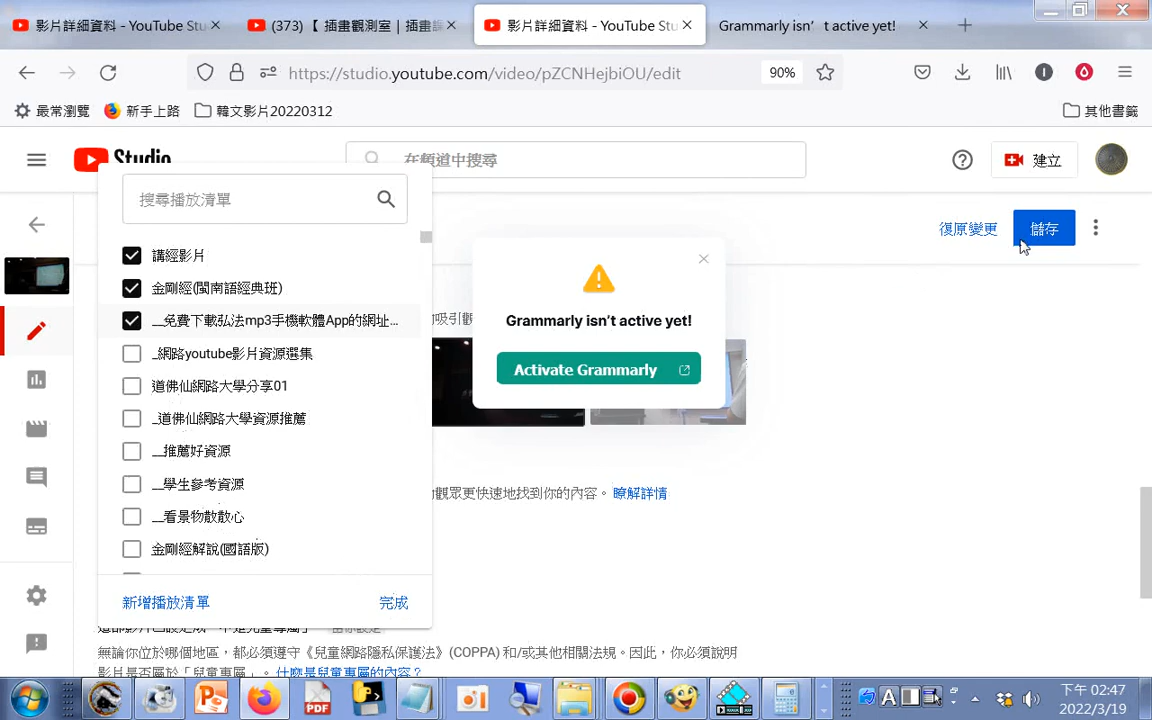 影片詳細資料 - YouTube Stu
(373)【 插畫觀測室 | 插畫課
影片詳細資料 - YouTube Stu
Grammarly isn't active yet!
https://studio.youtube.com/video/pZCNHejbiOU/edit
90%
最常瀏覽
新手上路
韓文影片20220312
其他書籤
Studio
在頻道中搜尋
建立
搜尋播放清單
復原變更
儲存
講經影片
金剛經(閩南語經典班)
__免費下載弘法mp3手機軟體App的網址...
_網路youtube影片資源選集
道佛仙網路大學分享01
_道佛仙網路大學資源推薦
__推薦好資源
__學生參考資源
__看景物散散心
金剛經解說(國語版)
新增播放清單
完成
吸引觀
Grammarly isn't active yet!
Activate Grammarly
觀眾更快速地找到你的內容。 瞭解詳情
無論你位於哪個地區,都必須遵守《兒童網路隱私保護法》(COPPA) 和/或其他相關法規。因此,你必須說明
影片是否屬於「兒童專屬」。 什麼是兒童專屬的內容?
下午 02:47
2022/3/19